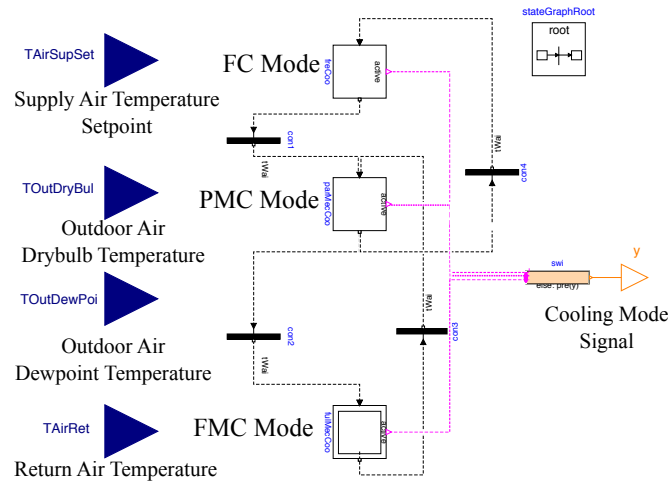 stateGraphRoot
root
TAirSupSet
FC Mode
freCoo
active
Supply Air Temperature
Setpoint
con1
tWai
tWai
con4
TOutDryBul
PMC Mode
parMecCoo
active
Outdoor Air
Drybulb Temperature
y
swi
else: pre(y)
TOutDewPoi
Cooling Mode
Signal
tWai
con3
con2
tWai
Outdoor Air
Dewpoint Temperature
TAirRet
FMC Mode
fulMecCoo
active
Return Air Temperature